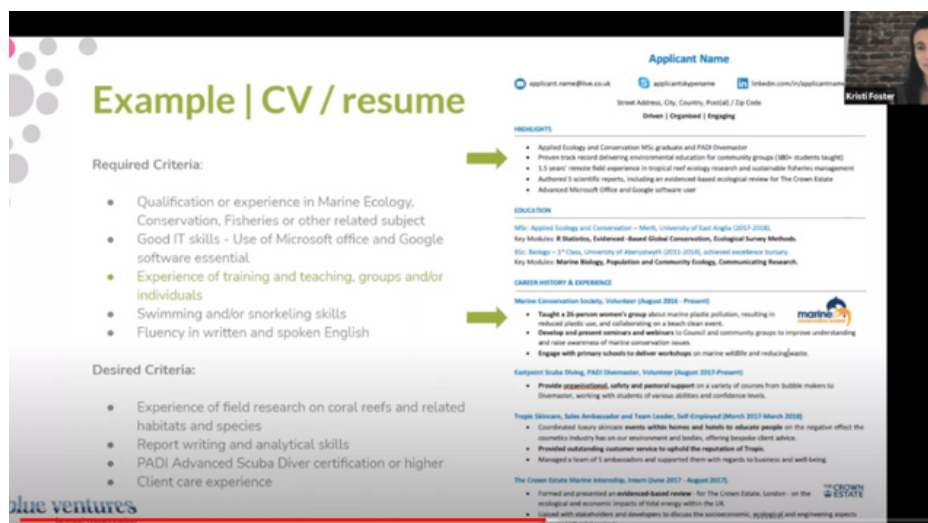 Example | CV / resume
Required Criteria:
Qualification or experience in Marine Ecology,
Conservation, Fisheries or other related subject
Good IT skills - Use of Microsoft office and Google
software essential
Experience of training and teaching, groups and/or
individuals
Swimming and/or snorkeling skills
Fluency in written and spoken English
Desired Criteria:
Experience of field research on coral reefs and related
habitats and species
Report writing and analytical skills
PADI Advanced Scuba Diver certification or higher
Client care experience
blue ventures
Applicant Name
applicant.name@live.co.uk applicantskypename linkedin.com/in/applicantnam
Street Address, City, Country, Post(al) / Zip Code
Driven | Organised | Engaging
HIGHLIGHTS
Applied Ecology and Conservation MSc graduate and PADI Divemaster
Proven track record delivering environmental education for community groups (380+ students taught)
1.5 years' remote field experience in tropical reef ecology research and sustainable fisheries management
Authored 5 scientific reports, including an evidenced-based ecological review for The Crown Estate
Advanced Microsoft Office and Google software user
EDUCATION
MSc: Applied Ecology and Conservation – Merit, University of East Anglia (2017-2018).
Key Modules: R Statistics, Evidenced -Based Global Conservation, Ecological Survey Methods.
BSc: Biology – 1st Class, University of Aberystwyth (2011-2014), achieved excellence bursary
Key Modules: Marine Biology, Population and Community Ecology, Communicating Research.
CAREER HISTORY & EXPERIENCE
Marine Conservation Society, Volunteer (August 2016 - Present)
marine
Taught a 26-person women's group about marine plastic pollution, resulting in
reduced plastic use, and collaborating on a beach clean event.
Develop and present seminars and webinars to Council and community groups to improve understanding
and raise awareness of marine conservation issues.
Engage with primary schools to deliver workshops on marine wildlife and reducing waste.
Eastpoint Scuba Diving, PADI Divemaster, Volunteer (August 2017-Present)
Provide organisational, safety and pastoral support on a variety of courses from bubble makers to
Divemaster, working with students of various abilities and confidence levels.
Tropic Skincare, Sales Ambassador and Team Leader, Self-Employed (March 2017-March 2018)
Coordinated luxury skincare events within homes and hotels to educate people on the negative effect the
cosmetics industry has on our environment and bodies, offering bespoke client advice.
Provided outstanding customer service to uphold the reputation of Tropic.
Managed a team of 5 ambassadors and supported them with regards to business and well-being.
The Crown Estate Marine Internship, Intern (June 2017 - August 2017).
THE CROWN
ESTATE
Formed and presented an evidenced-based review - for The Crown Estate, London - on the
ecological and economic impacts of tidal energy within the UK.
Liaised with stakeholders and developers to discuss the socioeconomic, ecological and engineering aspects
Kristi Foster